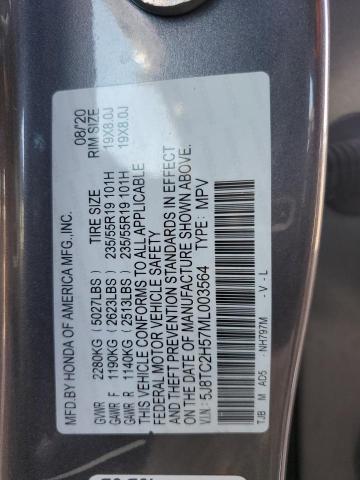 MFD.BY HONDA OF AMERICA MFG.,INC. 08/'20
GVWR 2280KG (5027LBS) TIRE SIZE RIM SIZE
GAWR F 1190KG (2623LBS) 235/55R19 101H 19X8.0J
GAWR R 1140KG (2513LBS) 235/55R19 101H 19X8.0J
THIS VEHICLE CONFORMS TO ALL APPLICABLE
FEDERAL MOTOR VEHICLE SAFETY
AND THEFT PREVENTION STANDARDS IN EFFECT
ON THE DATE OF MANUFACTURE SHOWN ABOVE.
V.I.N: 5J8TC2H57ML003564 TYPE: MPV
TJB M AD5 NH797M -V-L